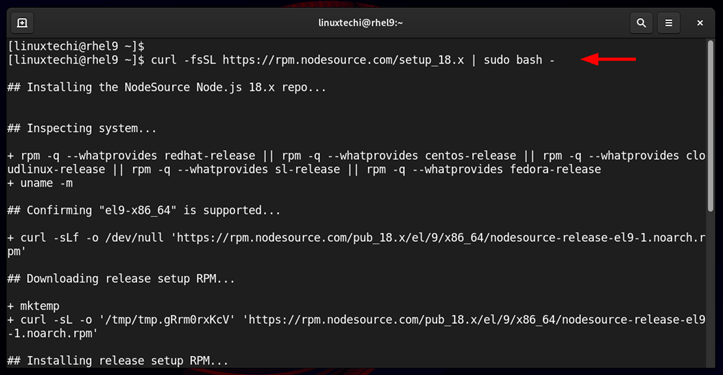 linuxtechi@rhel9:~
[linuxtechi@rhel9 ~]$
[linuxtechi@rhel9 ~]$ curl -fsSL https://rpm.nodesource.com/setup_18.x | sudo bash -
## Installing the NodeSource Node.js 18.x repo...
## Inspecting system...
+ rpm -q --whatprovides redhat-release || rpm -q --whatprovides centos-release || rpm -q --whatprovides clo
udlinux-release || rpm -q --whatprovides sl-release || rpm -q --whatprovides fedora-release
+ uname -m
## Confirming "el9-x86_64" is supported...
+ curl -sLf -o /dev/null 'https://rpm.nodesource.com/pub_18.x/el/9/x86_64/nodesource-release-el9-1.noarch.r
pm'
## Downloading release setup RPM...
+ mktemp
+ curl -sL -o '/tmp/tmp.gRrm0rxKcV' 'https://rpm.nodesource.com/pub_18.x/el/9/x86_64/nodesource-release-el9
-1.noarch.rpm'
## Installing release setup RPM...